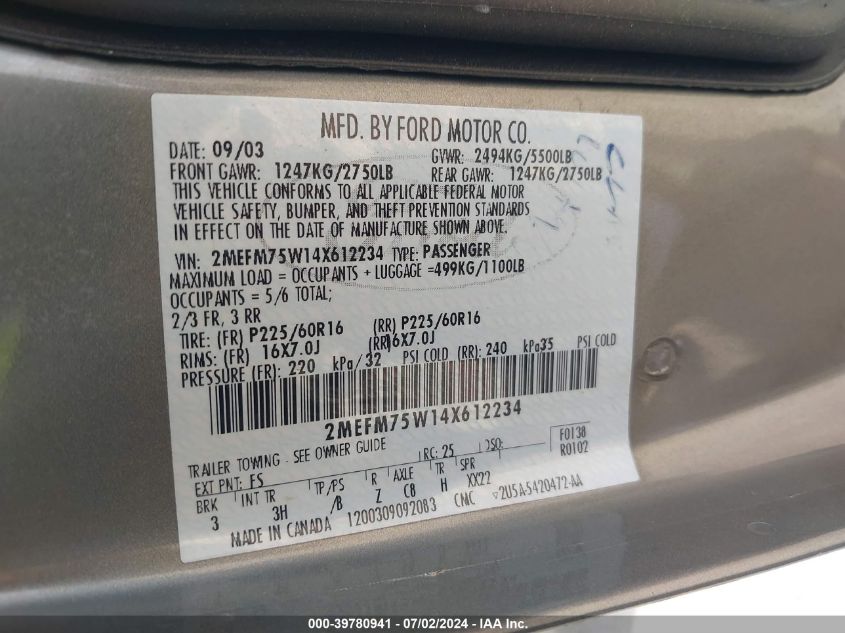 MFD. BY FORD MOTOR CO.
DATE: 09/03 GVWR: 2494KG/5500LB
FRONT GAWR: 1247KG/2750LB REAR GAWR: 1247KG/2750LB
THIS VEHICLE CONFORMS TO ALL APPLICABLE FEDERAL MOTOR
VEHICLE SAFETY, BUMPER, AND THEFT PREVENTION STANDARDS
IN EFFECT ON THE DATE OF MANUFACTURE SHOWN ABOVE.
VIN: 2MEFM75W14X612234 TYPE: PASSENGER
MAXIMUM LOAD = OCCUPANTS + LUGGAGE =499KG/1100LB
OCCUPANTS = 5/6 TOTAL;
2/3 FR, 3 RR
TIRE: (FR) P225/60R16 (RR) P225/60R16
RIMS: (FR) 16X7.0J (RR)16X7.0J
PRESSURE (FR): 220 kPa/32 PSI COLD (RR): 240 kPa35 PSI COLD
2MEFM75W14X612234
TRAILER TOWING - SEE OWNER GUIDE RC: 25 DSO: F0138
EXT PNT: FS R0102
BRK INT TR TP/PS R AXLE TR SPR
3 3H /B Z C8 H XX22
MADE IN CANADA 1200309092083 CMC 2U5A-5420472-AA
000-39780941 - 07/02/2024 - IAA Inc.